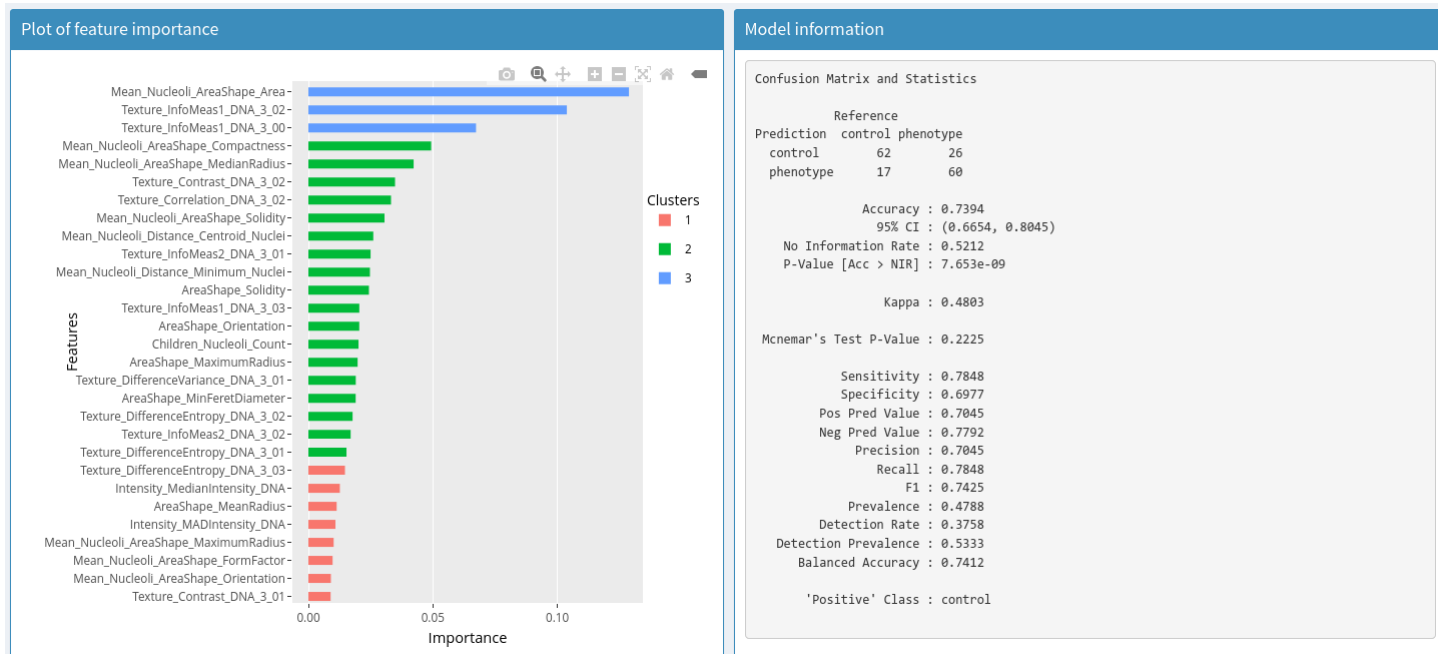 Plot of feature importance
Mean_Nucleoli_AreaShape_Area
Texture_InfoMeas1_DNA_3_02
Texture_InfoMeas1_DNA_3_00
Mean_Nucleoli_AreaShape_Compactness
Mean_Nucleoli_AreaShape_MedianRadius
Texture_Contrast_DNA_3_02
Texture_Correlation_DNA_3_02
Mean_Nucleoli_AreaShape_Solidity
Mean_Nucleoli_Distance_Centroid_Nuclei
Texture_InfoMeas2_DNA_3_01
Mean_Nucleoli_Distance_Minimum_Nuclei
AreaShape_Solidity
Texture_InfoMeas1_DNA_3_03
AreaShape_Orientation
Children_Nucleoli_Count
AreaShape_MaximumRadius
Texture_DifferenceVariance_DNA_3_01
AreaShape_MinFeretDiameter
Texture_DifferenceEntropy_DNA_3_02
Texture_InfoMeas2_DNA_3_02
Texture_DifferenceEntropy_DNA_3_01
Texture_DifferenceEntropy_DNA_3_03
Intensity_MedianIntensity_DNA
AreaShape_MeanRadius
Intensity_MADIntensity_DNA
Mean_Nucleoli_AreaShape_MaximumRadius
Mean_Nucleoli_AreaShape_FormFactor
Mean_Nucleoli_AreaShape_Orientation
Texture_Contrast_DNA_3_01
Features
0.00 0.05 0.10
Importance
Clusters
1
2
3
Model information
Confusion Matrix and Statistics
Reference
Prediction control phenotype
control 62 26
phenotype 17 60
Accuracy : 0.7394
95% CI : (0.6654, 0.8045)
No Information Rate : 0.5212
P-Value [Acc > NIR] : 7.653e-09
Kappa : 0.4803
Mcnemar's Test P-Value : 0.2225
Sensitivity : 0.7848
Specificity : 0.6977
Pos Pred Value : 0.7045
Neg Pred Value : 0.7792
Precision : 0.7045
Recall : 0.7848
F1 : 0.7425
Prevalence : 0.4788
Detection Rate : 0.3758
Detection Prevalence : 0.5333
Balanced Accuracy : 0.7412
'Positive' Class : control